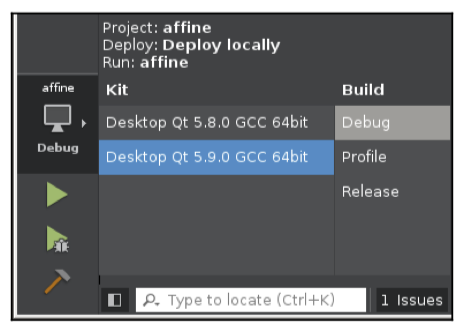 Project: affine
Deploy: Deploy locally
Run: affine
affine
Debug
Kit
Desktop Qt 5.8.0 GCC 64bit
Desktop Qt 5.9.0 GCC 64bit
Build
Debug
Profile
Release
Type to locate (Ctrl+K)
1 Issues